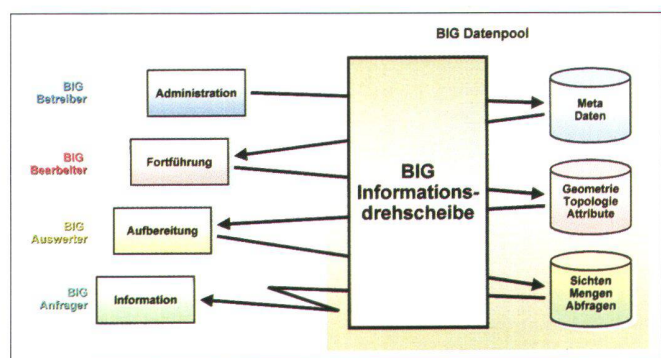 BIG Datenpool
BIG
Betreiber
Administration
Meta
Daten
BIG
Bearbeiter
Fortführung
BIG
Informations-
drehscheibe
Geometrie
Topologie
Attribute
BIG
Auswerter
Aufbereitung
Sichten
Mengen
Abfragen
BIG
Anfrager
Information